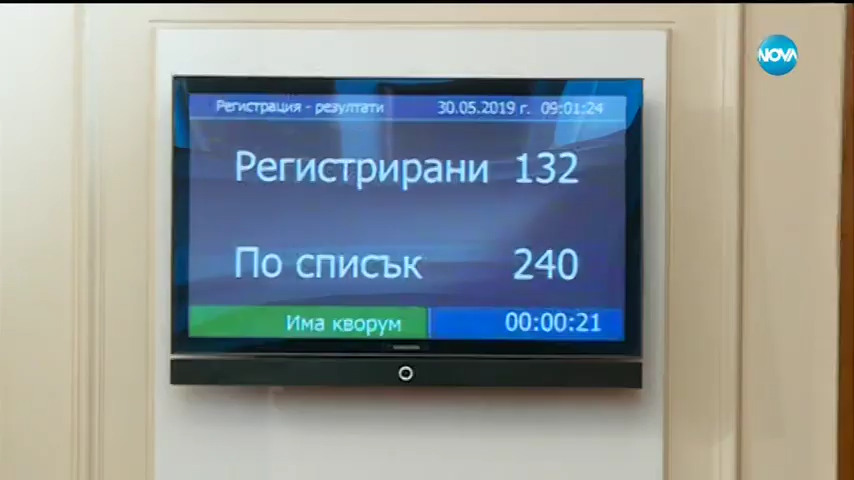 NOVA
Регистрация - резултати 30.05.2019 г. 09:01:24
Регистрирани 132
По списък 240
Има кворум 00:00:21